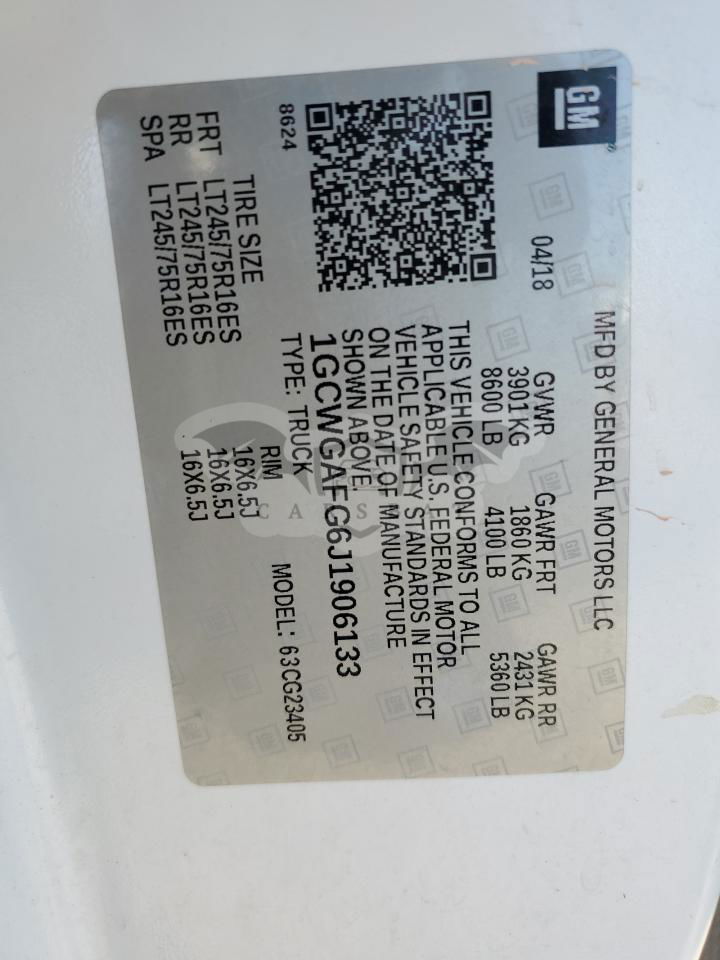 GM
MFD BY GENERAL MOTORS LLC
04/18
GVWR GAWR FRT GAWR RR
3901 KG 1860 KG 2431 KG
8600 LB 4100 LB 5360 LB
THIS VEHICLE CONFORMS TO ALL
APPLICABLE U.S. FEDERAL MOTOR
VEHICLE SAFETY STANDARDS IN EFFECT
ON THE DATE OF MANUFACTURE
SHOWN ABOVE.
1GCWGAFG6J1906133
TYPE: TRUCK MODEL: 63CG23405
8624
TIRE SIZE RIM
FRT LT245/75R16ES 16X6.5J
RR LT245/75R16ES 16X6.5J
SPA LT245/75R16ES 16X6.5J